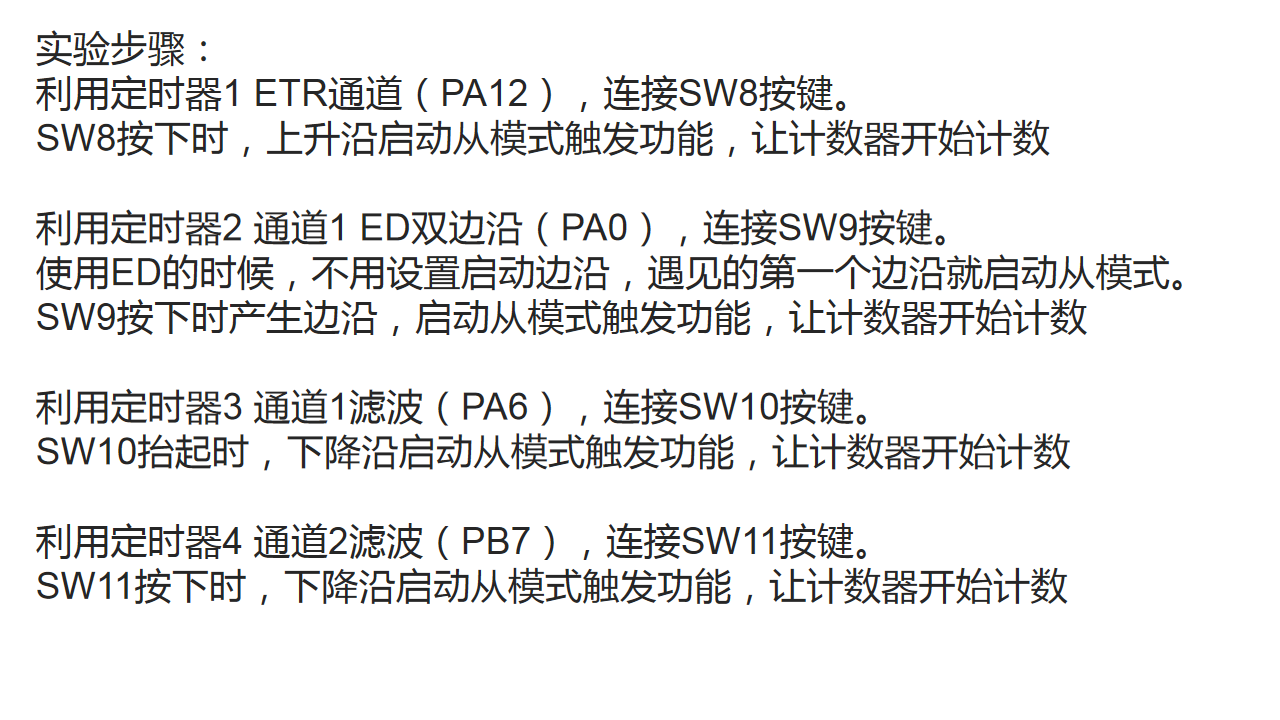 实验步骤：
利用定时器1 ETR通道（PA12），连接SW8按键。
SW8按下时，上升沿启动从模式触发功能，让计数器开始计数
利用定时器2 通道1 ED双边沿（PA0），连接SW9按键。
使用ED的时候，不用设置启动边沿，遇见的第一个边沿就启动从模式。
SW9按下时产生边沿，启动从模式触发功能，让计数器开始计数
利用定时器3 通道1滤波（PA6），连接SW10按键。
SW10抬起时，下降沿启动从模式触发功能，让计数器开始计数
利用定时器4 通道2滤波（PB7），连接SW11按键。
SW11按下时，下降沿启动从模式触发功能，让计数器开始计数